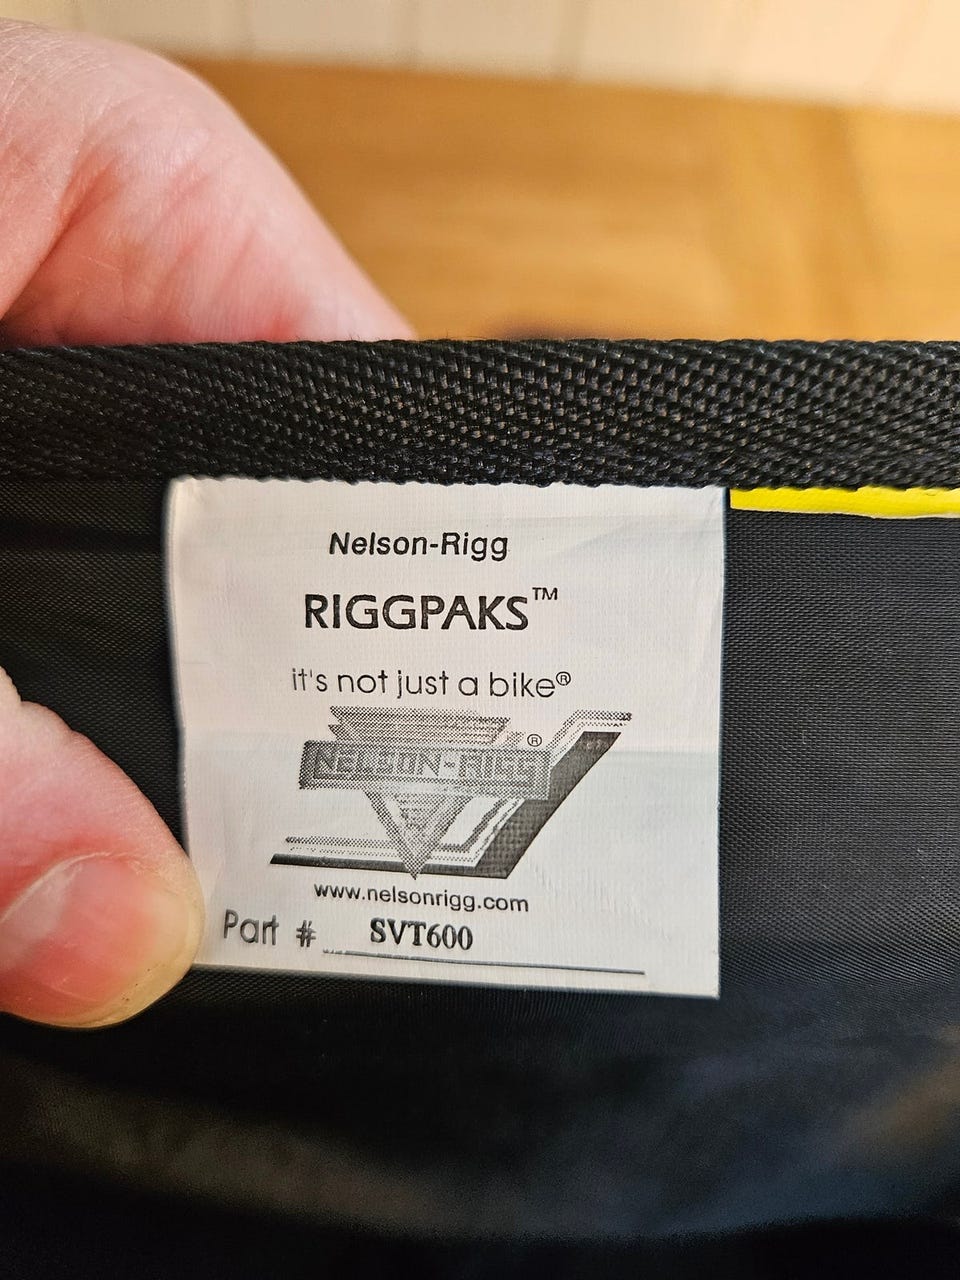 Nelson-Rigg
RIGGPAKS™
it's not just a bike®
NELSON-RIGG®
www.nelsonrigg.com
Part # SVT600